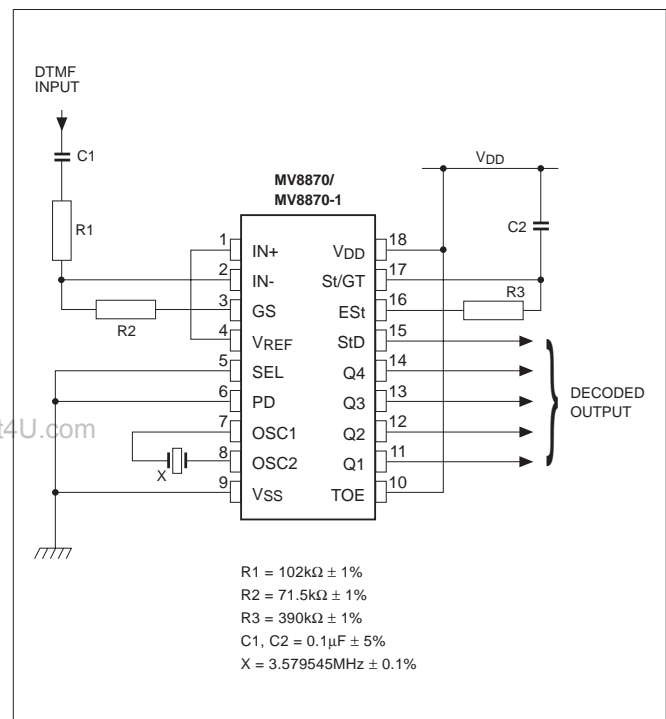 DTMF
INPUT
C1
R1
R2
MV8870/
MV8870-1
1 IN+
2 IN-
3 GS
4 VREF
5 SEL
6 PD
7 OSC1
8 OSC2
9 VSS
X
VDD
C2
R3
VDD 18
St/GT 17
ESt 16
StD 15
Q4 14
Q3 13
Q2 12
Q1 11
TOE 10
DECODED
OUTPUT
t4U.com
R1 = 102kΩ ± 1%
R2 = 71.5kΩ ± 1%
R3 = 390kΩ ± 1%
C1, C2 = 0.1µF ± 5%
X = 3.579545MHz ± 0.1%